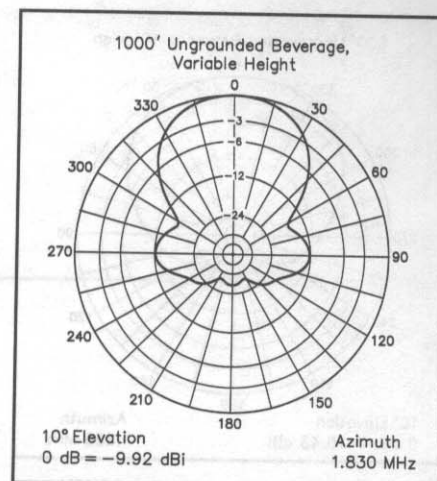 1000' Ungrounded Beverage,
Variable Height
0
330
30
-3
-6
300
60
-12
-24
270
90
240
120
210
150
180
10° Elevation
Azimuth
0 dB = -9.92 dBi
1.830 MHz